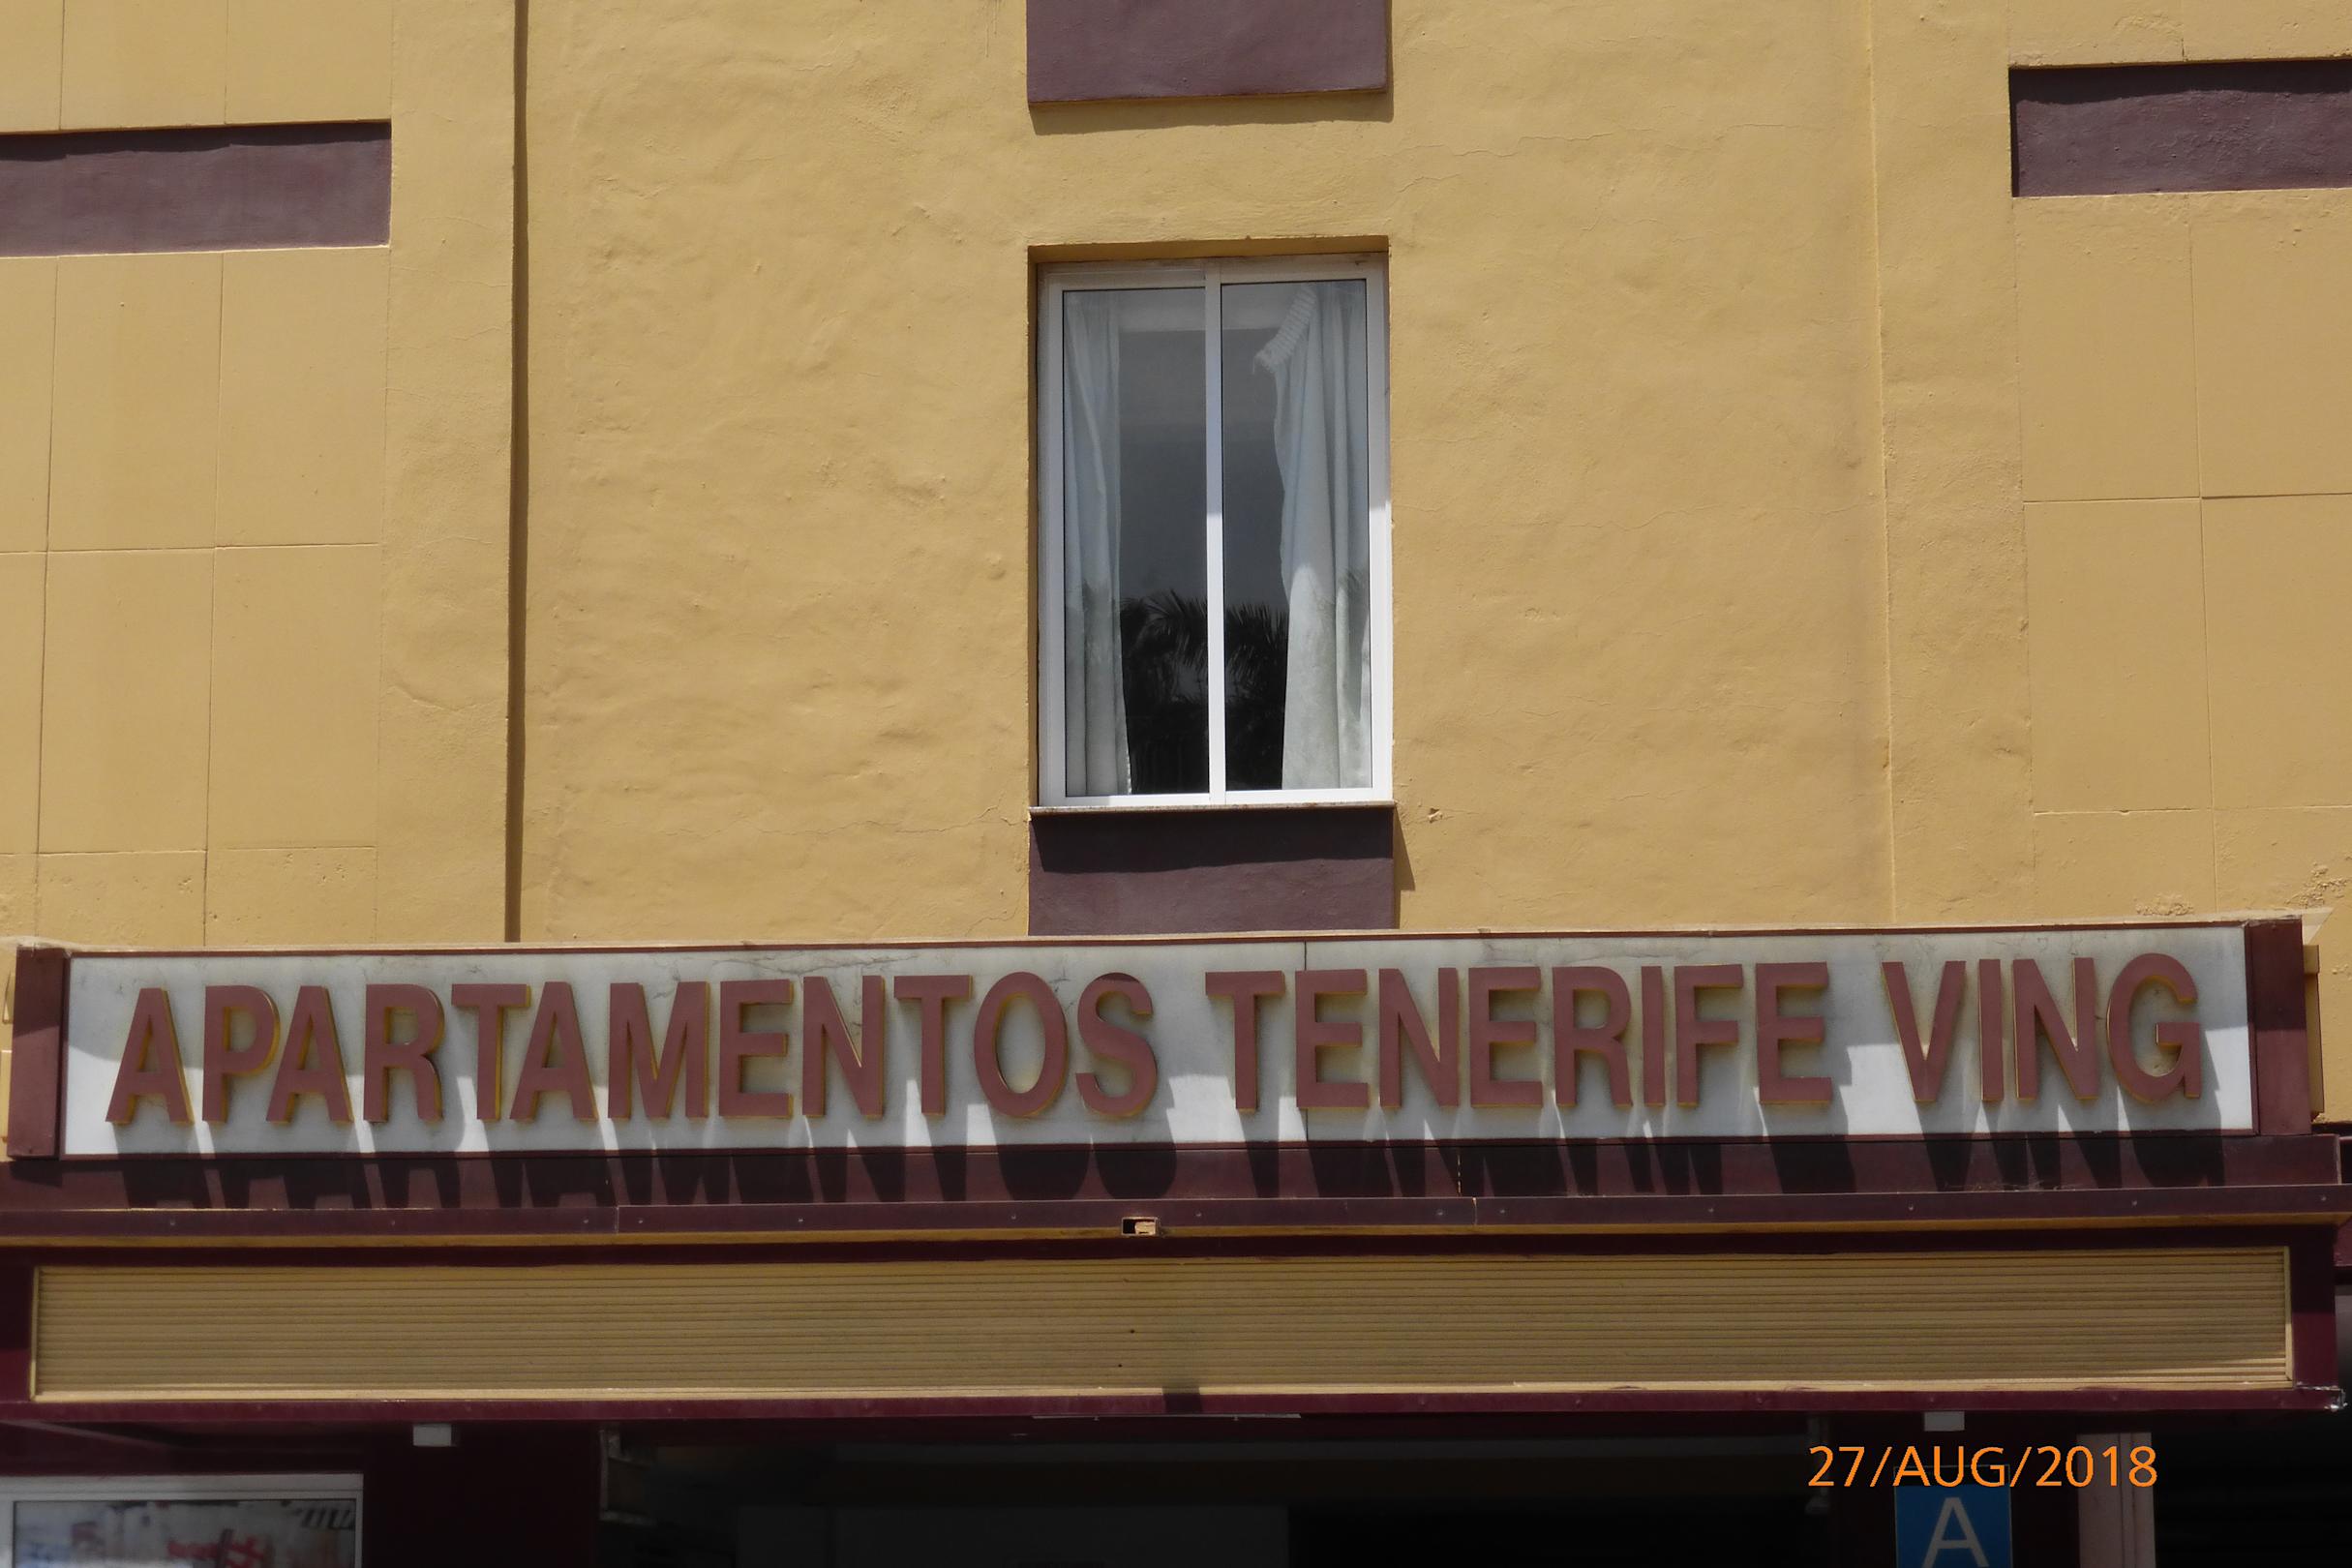 APARTAMENTOS TENERIFE VING
27/AUG/2018
A